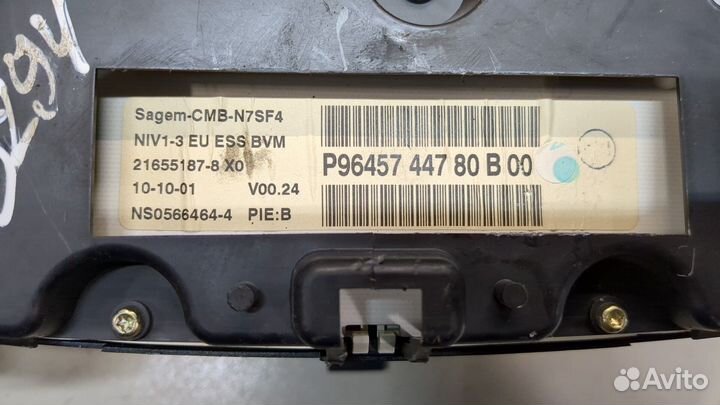 Sagem-CMB-N7SF4
NIV1-3 EU ESS BVM
21655187-8 X0
10-10-01 V00.24
NS0566464-4 PIE:B
P96457 447 80 B 00
294
Avito